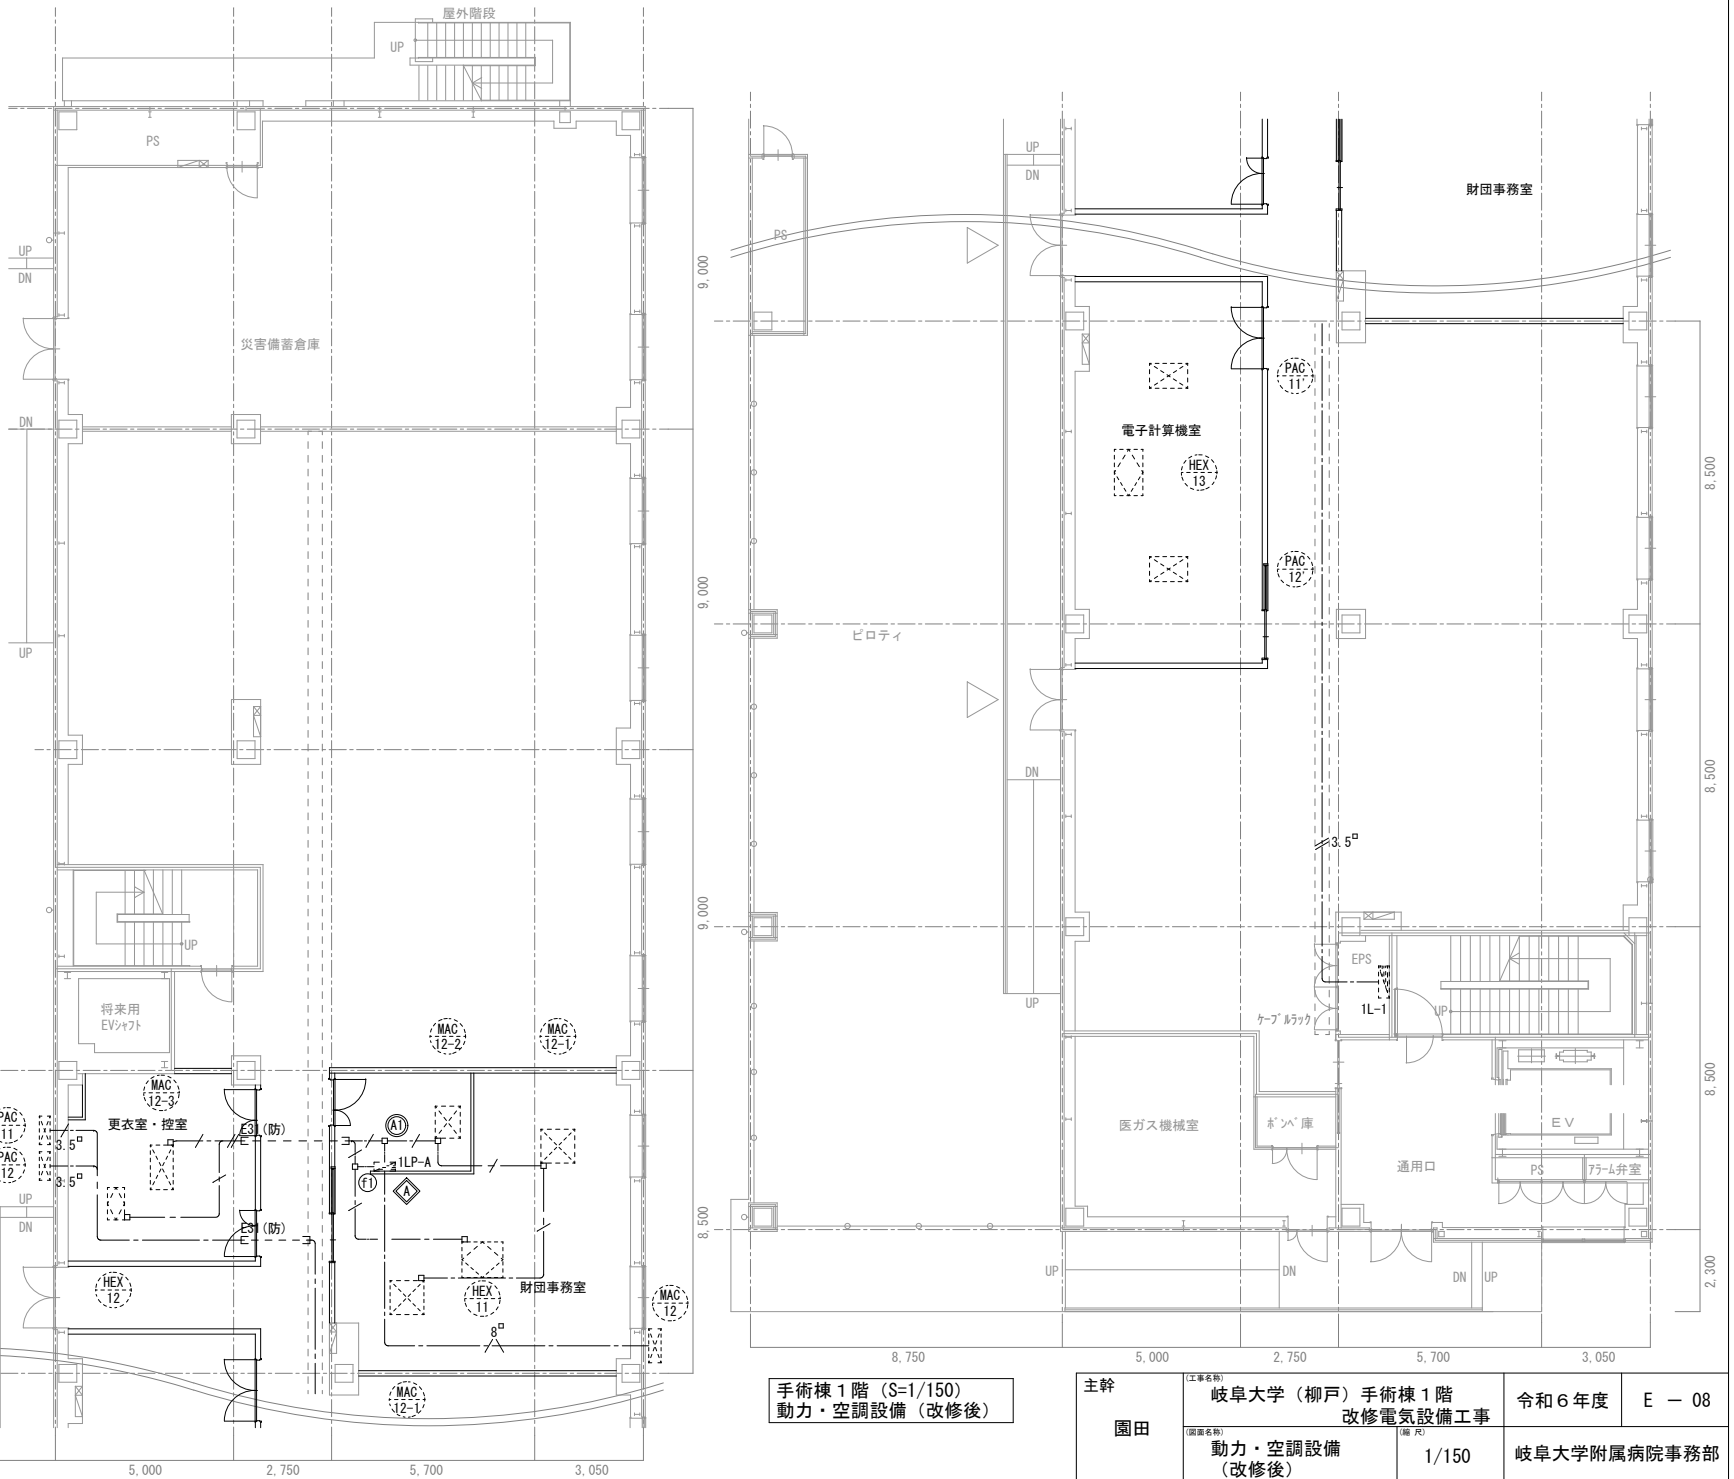 屋外階段
UP
PS
UP
DN
災害備蓄倉庫
DN
UP
9,000
9,000
9,000
8,500
UP
将来用
EVシャフト
MAC
12-2
MAC
12-1
MAC
12-3
更衣室・控室
PAC
11
PAC
12
3.5□
3.5□
E31(防)
E31(防)
A1
1LP-A
f1
A
UP
DN
HEX
12
HEX
11
財団事務室
MAC
12
8□
MAC
12-1
5,000
2,750
5,700
3,050
UP
DN
PS
財団事務室
PAC
11'
電子計算機室
HEX
13
PAC
12'
ピロティ
8,500
8,500
8,500
2,300
DN
UP
3.5□
EPS
1L-1
ケーブルラック
UP
医ガス機械室
ボンベ庫
通用口
EV
PS
アラーム弁室
UP
DN
DN
UP
8,750
5,000
2,750
5,700
3,050
手術棟1階(S=1/150)
動力・空調設備(改修後)
主幹
園田
(工事名称)
岐阜大学(柳戸)手術棟1階
改修電気設備工事
令和6年度
E － 08
(図面名称)
動力・空調設備
(改修後)
(縮 尺)
1/150
岐阜大学附属病院事務部